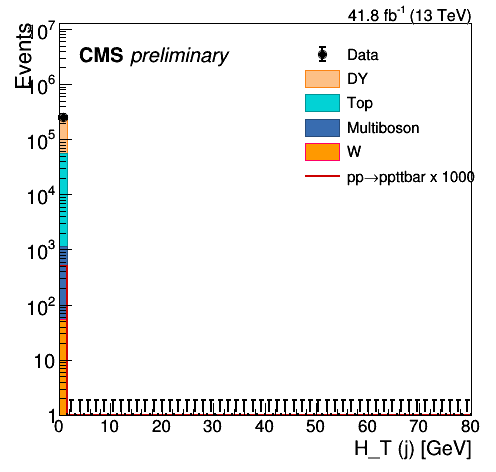 41.8 fb⁻¹ (13 TeV)
Events
CMS preliminary
Data
DY
Top
Multiboson
W
pp→ppttbar x 1000
10⁷
10⁶
10⁵
10⁴
10³
10²
10
1
0 10 20 30 40 50 60 70 80
H_T (j) [GeV]